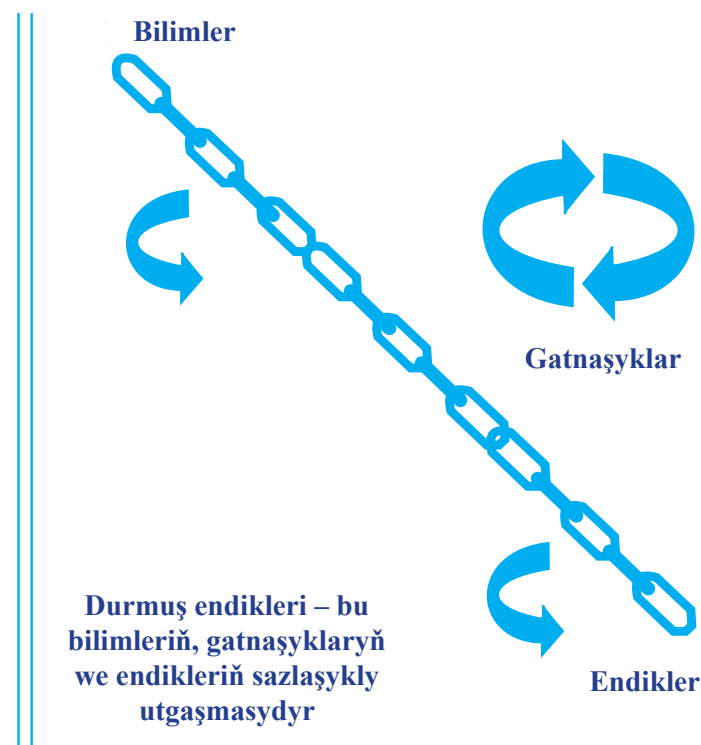 Bilimler
Gatnaşyklar
Durmuş endikleri – bu
bilimleriň, gatnaşyklaryň
we endikleriň sazlaşykly
utgaşmasydyr
Endikler